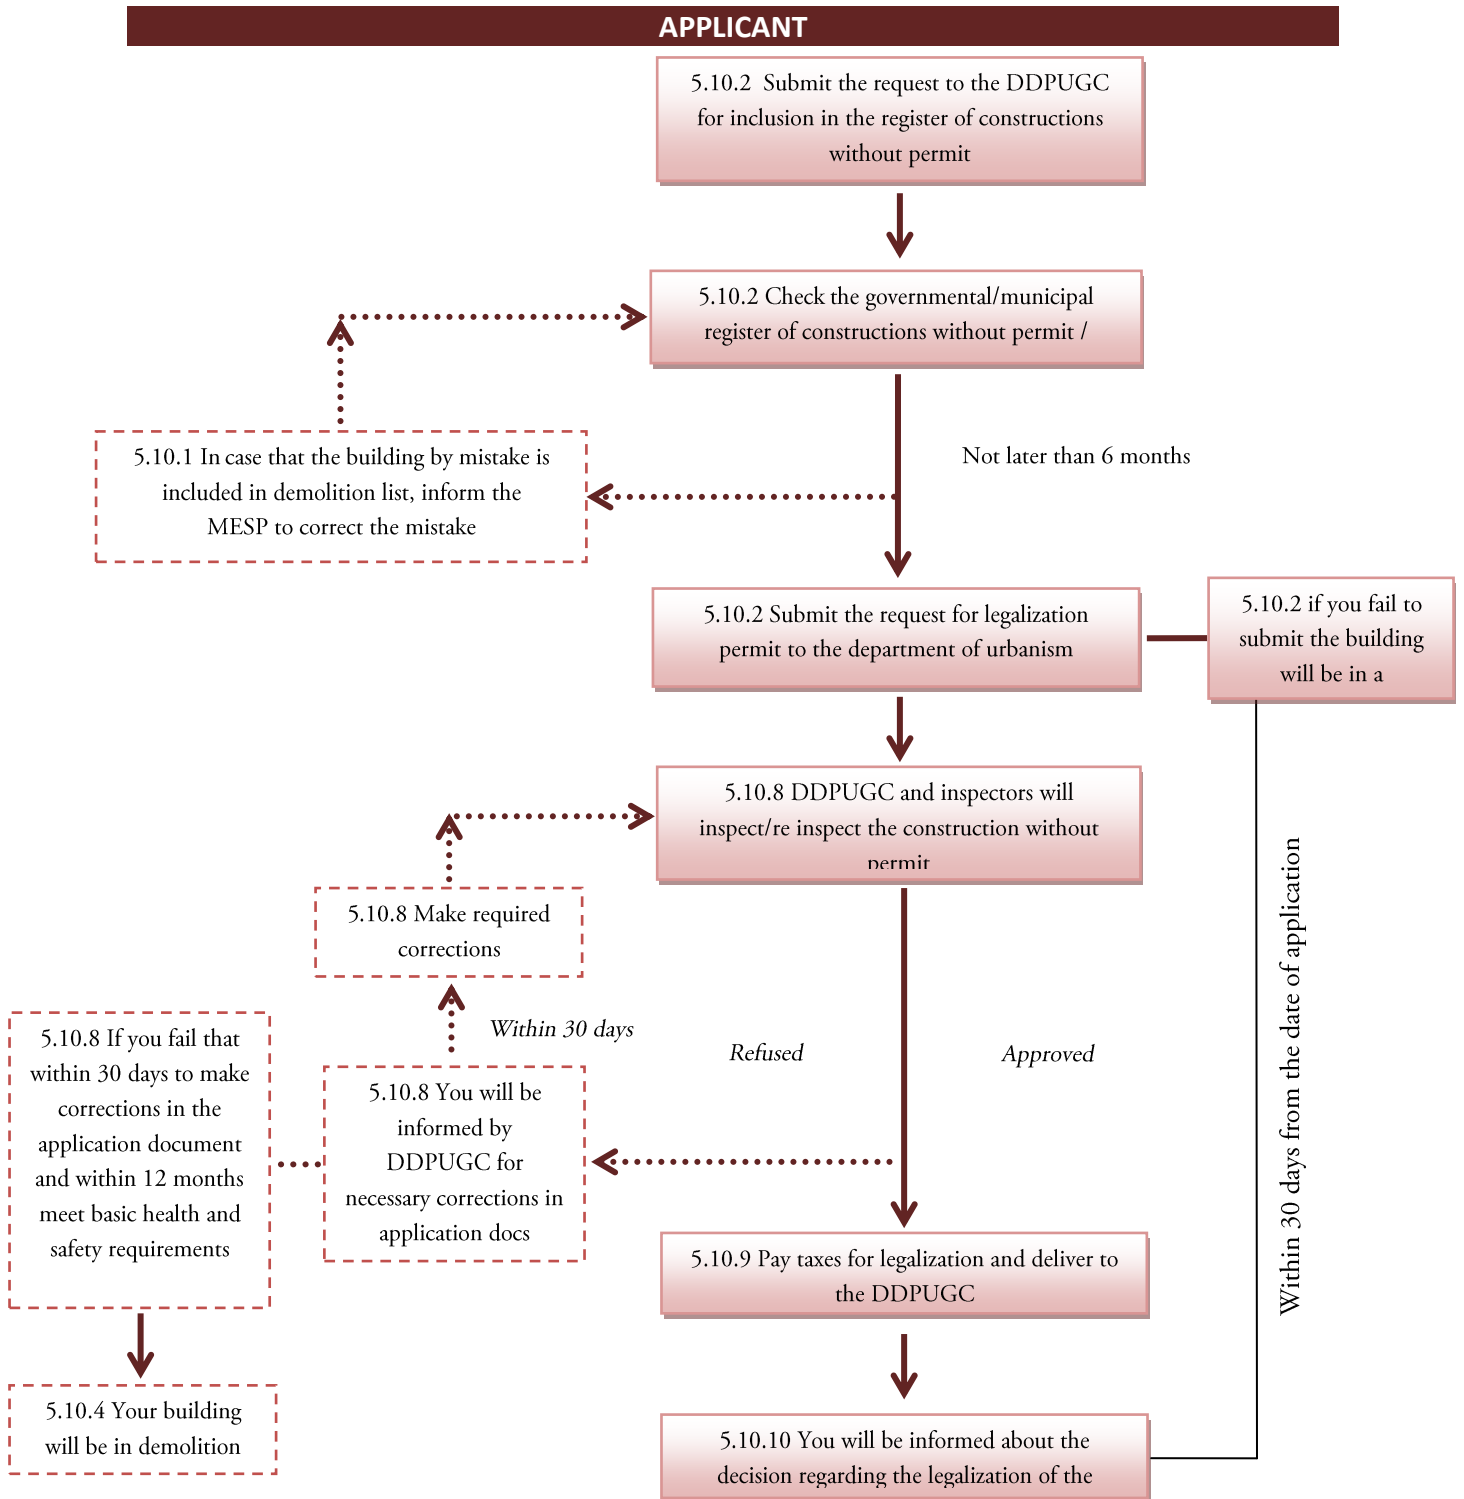 APPLICANT
5.10.2 Submit the request to the DDPUGC
for inclusion in the register of constructions
without permit
5.10.2 Check the governmental/municipal
register of constructions without permit /
5.10.1 In case that the building by mistake is
included in demolition list, inform the
MESP to correct the mistake
Not later than 6 months
5.10.2 Submit the request for legalization
permit to the department of urbanism
5.10.2 if you fail to
submit the building
will be in a
5.10.8 DDPUGC and inspectors will
inspect/re inspect the construction without
permit
5.10.8 Make required
corrections
Within 30 days
Refused
Approved
5.10.8 If you fail that
within 30 days to make
corrections in the
application document
and within 12 months
meet basic health and
safety requirements
5.10.8 You will be
informed by
DDPUGC for
necessary corrections in
application docs
Within 30 days from the date of application
5.10.9 Pay taxes for legalization and deliver to
the DDPUGC
5.10.4 Your building
will be in demolition
5.10.10 You will be informed about the
decision regarding the legalization of the